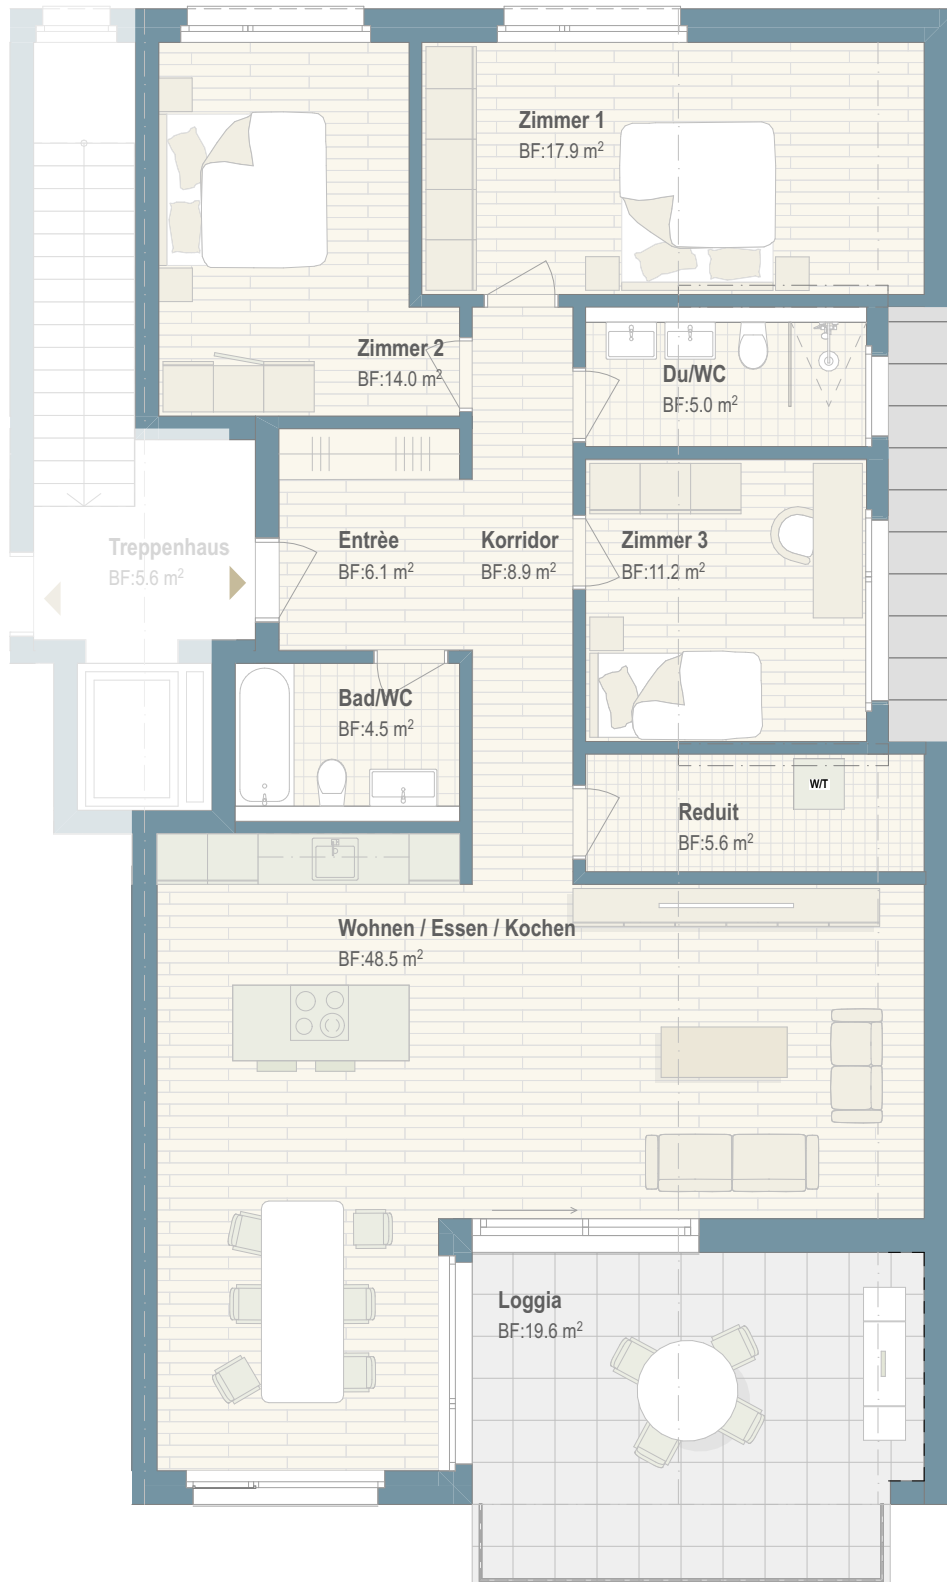 Zimmer 1
BF:17.9 m²
Zimmer 2
BF:14.0 m²
Du/WC
BF:5.0 m²
Treppenhaus
BF:5.6 m²
Entrèe
BF:6.1 m²
Korridor
BF:8.9 m²
Zimmer 3
BF:11.2 m²
Bad/WC
BF:4.5 m²
W/T
Reduit
BF:5.6 m²
Wohnen / Essen / Kochen
BF:48.5 m²
Loggia
BF:19.6 m²